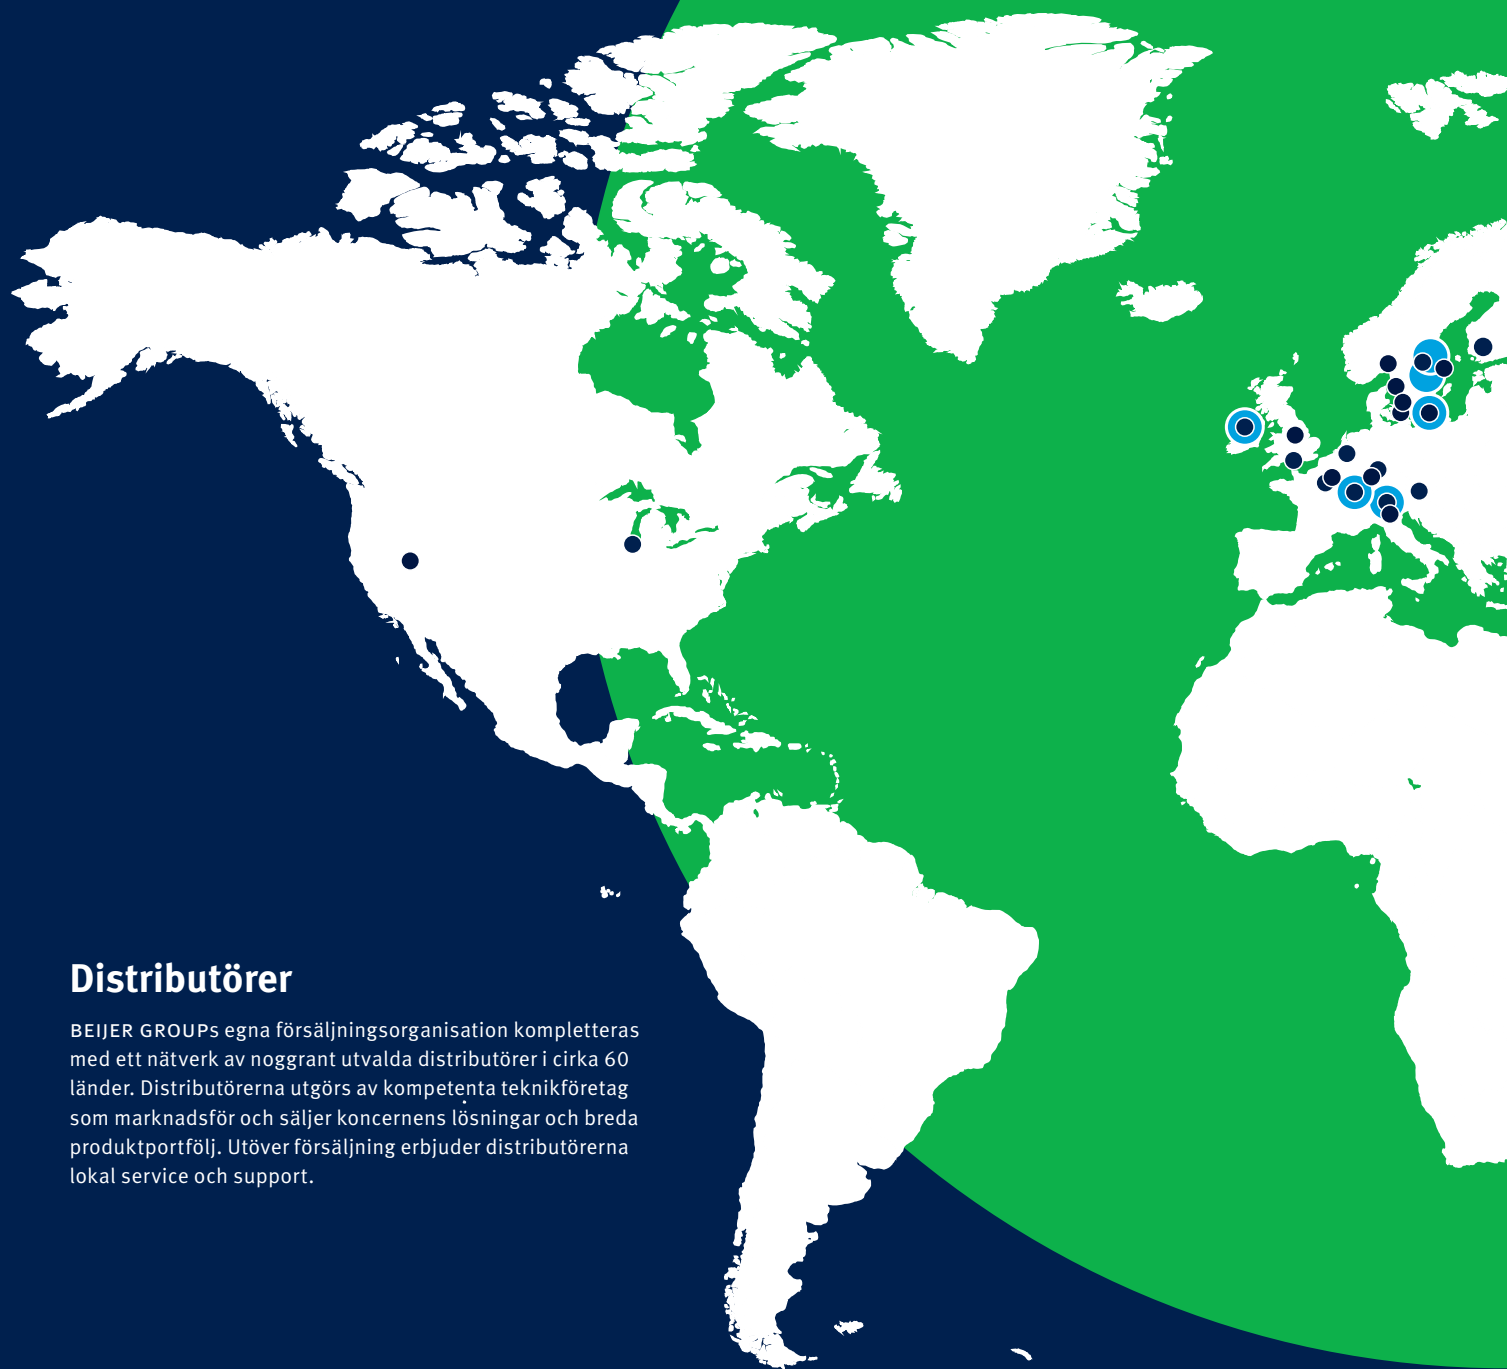 Distributörer
BEIJER GROUPs egna försäljningsorganisation kompletteras
med ett nätverk av noggrant utvalda distributörer i cirka 60
länder. Distributörerna utgörs av kompetenta teknikföretag
som marknadsför och säljer koncernens lösningar och breda
produktportfölj. Utöver försäljning erbjuder distributörerna
lokal service och support.